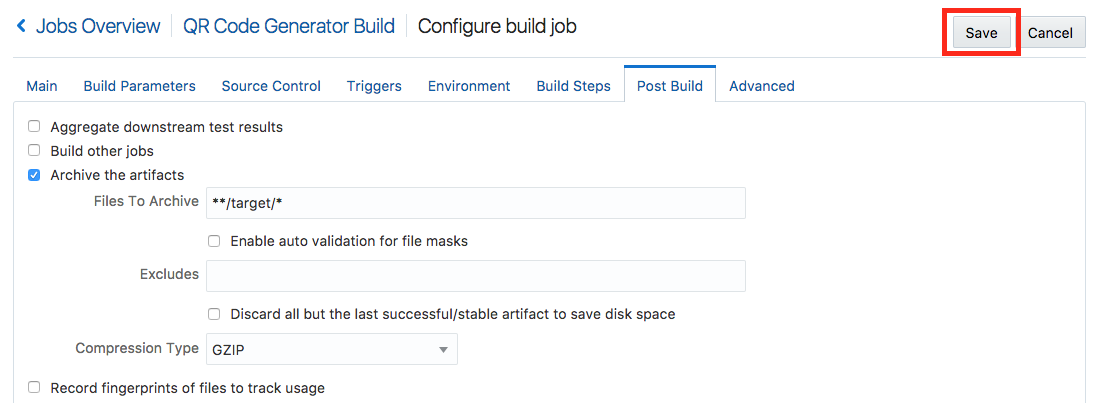 Jobs Overview QR Code Generator Build Configure build job Save Cancel
Main Build Parameters Source Control Triggers Environment Build Steps Post Build Advanced
Aggregate downstream test results
Build other jobs
Archive the artifacts
Files To Archive **/target/*
Enable auto validation for file masks
Excludes
Discard all but the last successful/stable artifact to save disk space
Compression Type GZIP
Record fingerprints of files to track usage